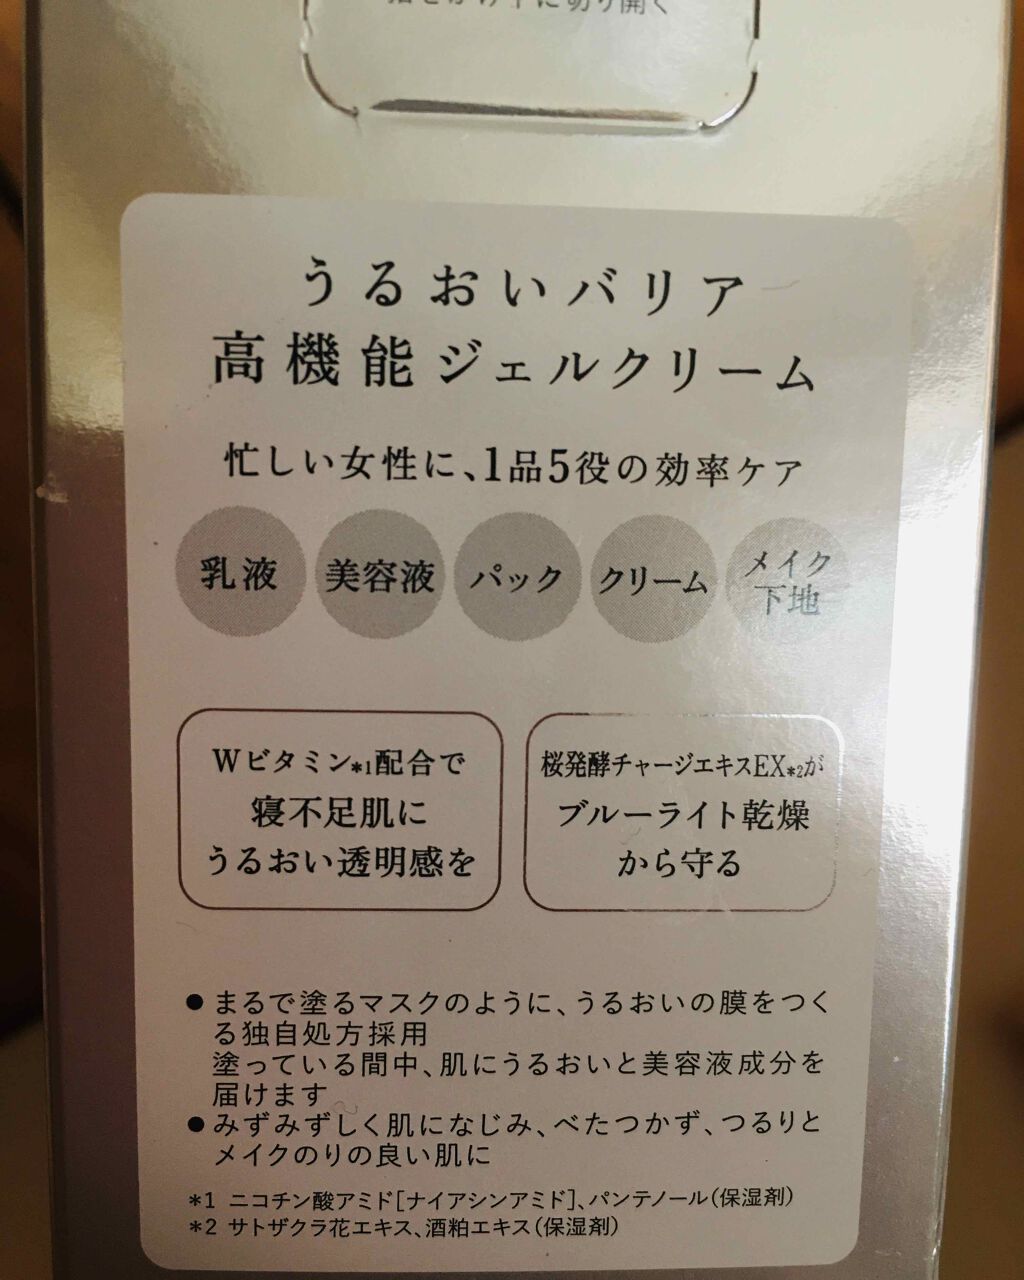 に切り開く
うるおいバリア
高機能ジェルクリーム
忙しい女性に、1品5役の効率ケア
乳液 美容液 パック クリーム メイク下地
Wビタミン*1配合で
寝不足肌に
うるおい透明感を
桜発酵チャージエキスEX*2が
ブルーライト乾燥
から守る
●まるで塗るマスクのように、うるおいの膜をつく
る独自処方採用
塗っている間中、肌にうるおいと美容液成分を
届けます
●みずみずしく肌になじみ、べたつかず、つるりと
メイクのりの良い肌に
*1 ニコチン酸アミド[ナイアシンアミド]、パンテノール(保湿剤)
*2 サトザクラ花エキス、酒粕エキス(保湿剤)